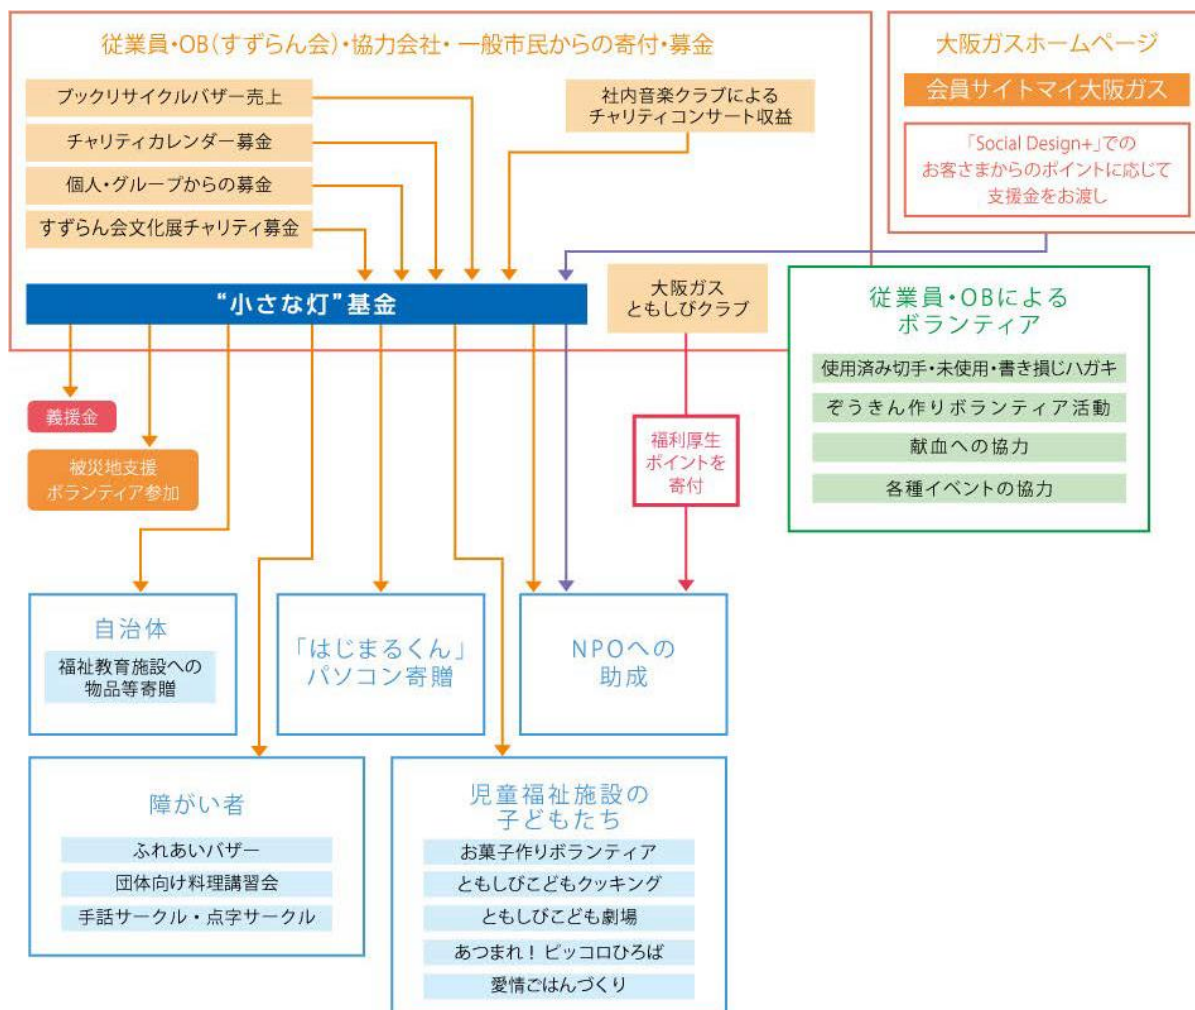 従業員・OB(すずらん会)・協力会社・一般市民からの寄付・募金
ブックリサイクルバザー売上
チャリティカレンダー募金
個人・グループからの募金
すずらん会文化展チャリティ募金
社内音楽クラブによる
チャリティコンサート収益
大阪ガスホームページ
会員サイトマイ大阪ガス
「Social Design+」での
お客さまからのポイントに応じて
支援金をお渡し
“小さな灯”基金
大阪ガス
ともしびクラブ
従業員・OBによる
ボランティア
使用済み切手・未使用・書き損じハガキ
ぞうきん作りボランティア活動
献血への協力
各種イベントの協力
義援金
被災地支援
ボランティア参加
福利厚生
ポイントを
寄付
自治体
福祉教育施設への
物品等寄贈
「はじまるくん」
パソコン寄贈
NPOへの
助成
障がい者
ふれあいバザー
団体向け料理講習会
手話サークル・点字サークル
児童福祉施設の
子どもたち
お菓子作りボランティア
ともしびこどもクッキング
ともしびこども劇場
あつまれ！ピッコロひろば
愛情ごはんづくり